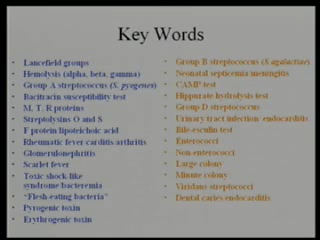 Key Words
Lancefield groups
Hemolysis (alpha, beta, gamma)
Group A streptococcus (S. pyogenes)
Bacitracin susceptibility test
M, T, R proteins
Streptolysins O and S
F protein lipoteichoic acid
Rheumatic fever carditis arthritis
Glomerulonephritis
Scarlet fever
Toxic shock-like
syndrome bacteremia
"Flesh-eating bacteria"
Pyrogenic toxin
Erythrogenic toxin
Group B streptococcus (S agalactiae)
Neonatal septicemia meningitis
CAMP test
Hippurate hydrolysis test
Group D streptococcus
Urinary tract infection endocarditis
Bile-esculin test
Enterococci
Non-enterococci
Large colony
Minute colony
Viridans streptococci
Dental caries endocarditis